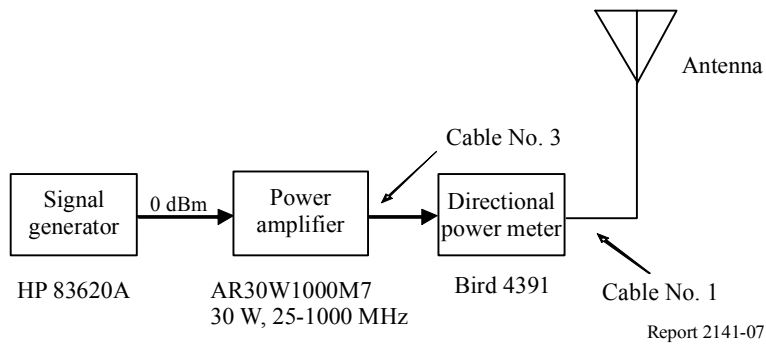 Antenna
Cable No. 3
Signal
generator
0 dBm
Power
amplifier
Directional
power meter
HP 83620A
AR30W1000M7
30 W, 25-1000 MHz
Bird 4391
Cable No. 1
Report 2141-07